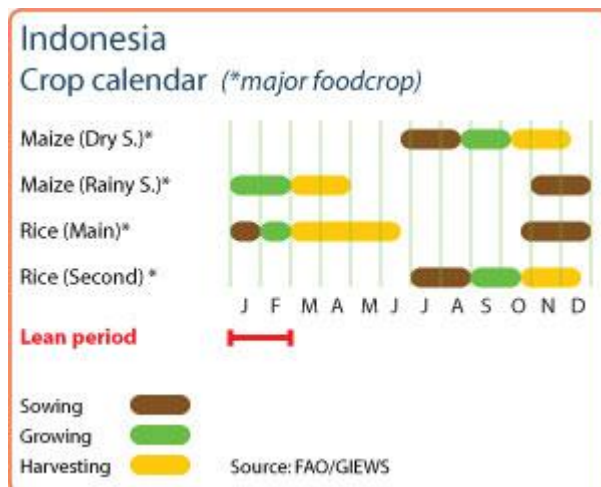 Indonesia
Crop calendar (*major foodcrop)
Maize (Dry S.)*
Maize (Rainy S.)*
Rice (Main)*
Rice (Second) *
J F M A M J J A S O N D
Lean period
Sowing
Growing
Harvesting
Source: FAO/GIEWS